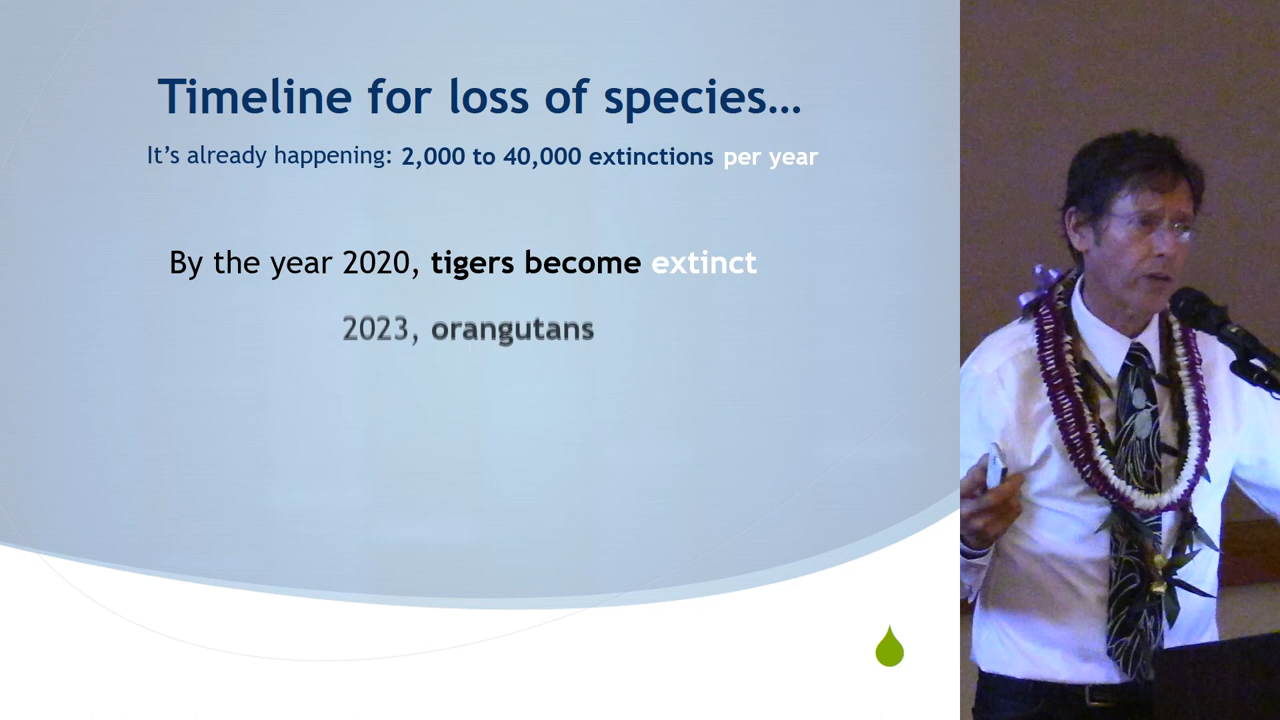 Timeline for loss of species...
It's already happening: 2,000 to 40,000 extinctions per year
By the year 2020, tigers become extinct
2023, orangutans